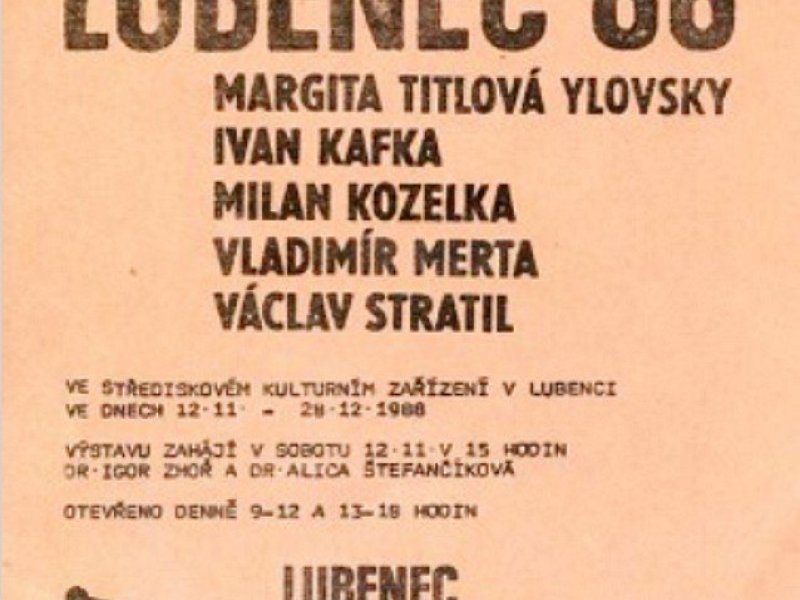 LUBENEC 88
MARGITA TITLOVÁ YLOVSKY
IVAN KAFKA
MILAN KOZELKA
VLADIMÍR MERTA
VÁCLAV STRATIL
VE STŘEDISKOVÉM KULTURNÍM ZAŘÍZENÍ V LUBENCI
VE DNECH 12.11. – 28.12.1988
VÝSTAVU ZAHÁJÍ V SOBOTU 12.11.V 15 HODIN
DR.IGOR ZHOŘ A DR.ALICA ŠTEFANČÍKOVÁ
OTEVŘENO DENNĚ 9–12 A 13–18 HODIN
LUBENEC